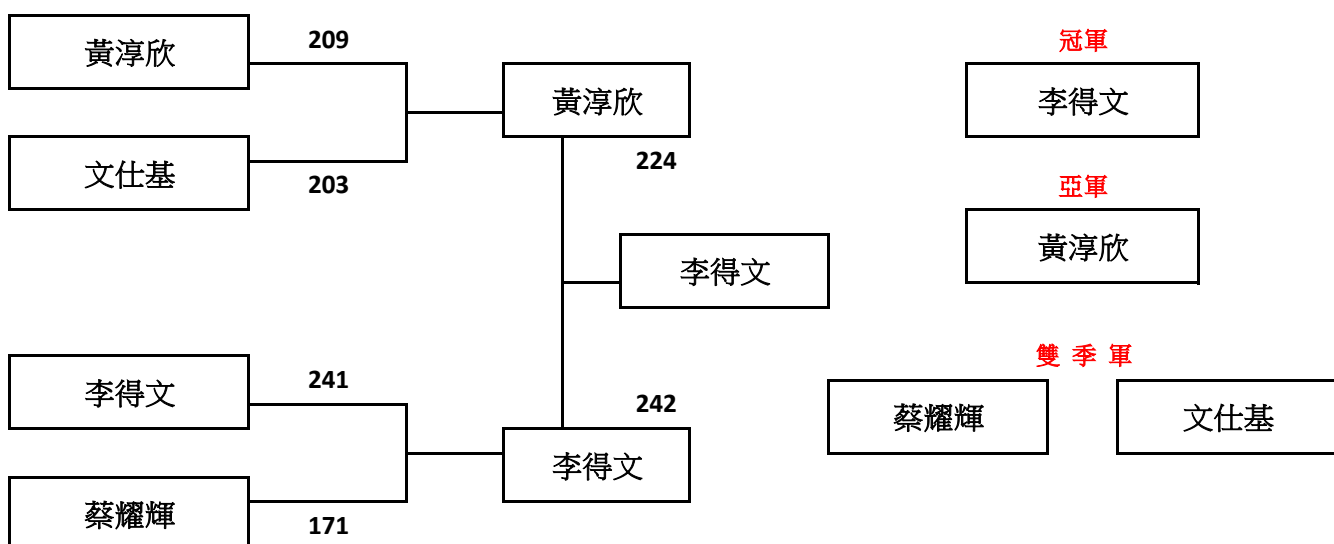 黃淳欣
209
文仕基
203
黃淳欣
224
李得文
李得文
241
蔡耀輝
171
242
李得文
冠軍
李得文
亞軍
黃淳欣
雙 季 軍
蔡耀輝
文仕基